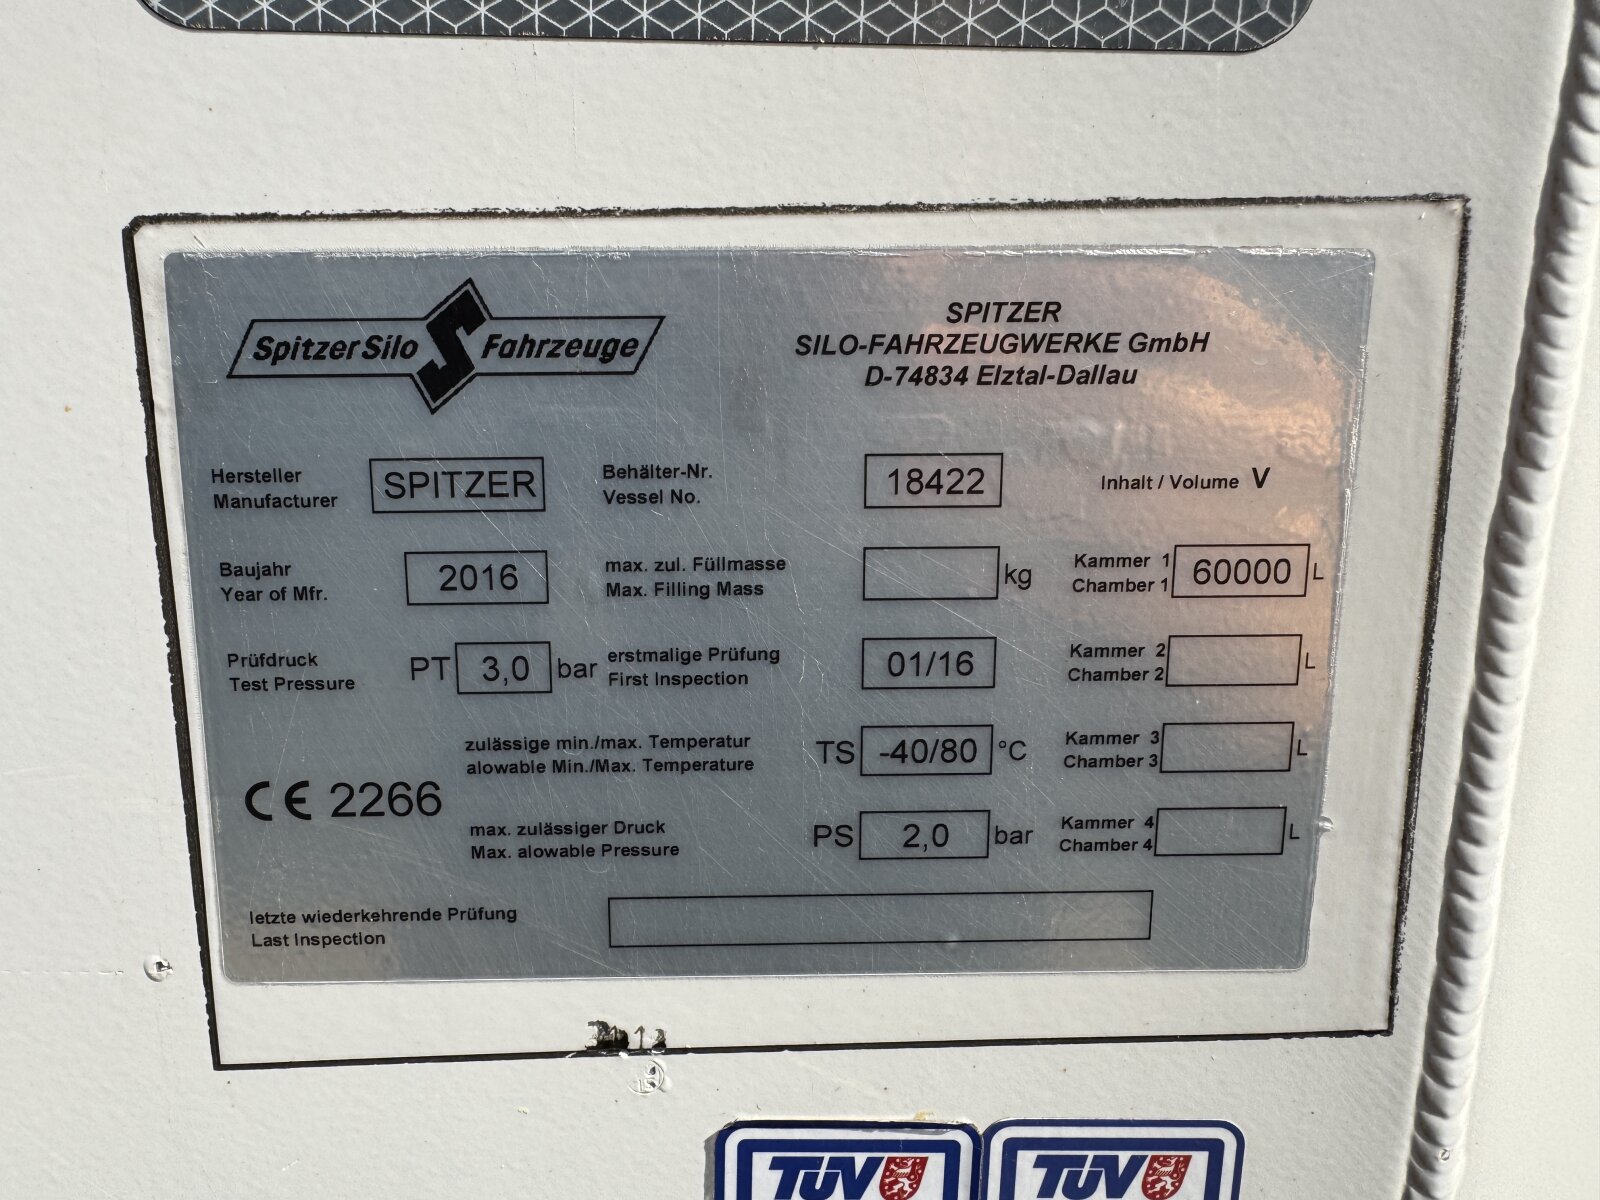 SpitzerSilo S Fahrzeuge
SPITZER
SILO-FAHRZEUGWERKE GmbH
D-74834 Elztal-Dallau
Hersteller
Manufacturer
SPITZER
Behälter-Nr.
Vessel No.
18422
Inhalt / Volume V
Baujahr
Year of Mfr.
2016
max. zul. Füllmasse
Max. Filling Mass
kg
Kammer 1
Chamber 1
60000 L
Prüfdruck
Test Pressure
PT 3,0 bar
erstmalige Prüfung
First Inspection
01/16
Kammer 2
Chamber 2
L
zulässige min./max. Temperatur
alowable Min./Max. Temperature
TS -40/80 °C
Kammer 3
Chamber 3
L
CE 2266
max. zulässiger Druck
Max. alowable Pressure
PS 2,0 bar
Kammer 4
Chamber 4
L
letzte wiederkehrende Prüfung
Last Inspection
TÜV
TÜV